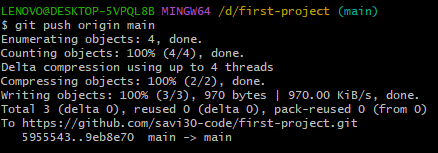 LENOVO@DESKTOP-5VPQL8B MINGW64 /d/first-project (main)
$ git push origin main
Enumerating objects: 4, done.
Counting objects: 100% (4/4), done.
Delta compression using up to 4 threads
Compressing objects: 100% (2/2), done.
Writing objects: 100% (3/3), 970 bytes | 970.00 KiB/s, done.
Total 3 (delta 0), reused 0 (delta 0), pack-reused 0 (from 0)
To https://github.com/savi30-code/first-project.git
   5955543..9eb8e70  main -> main